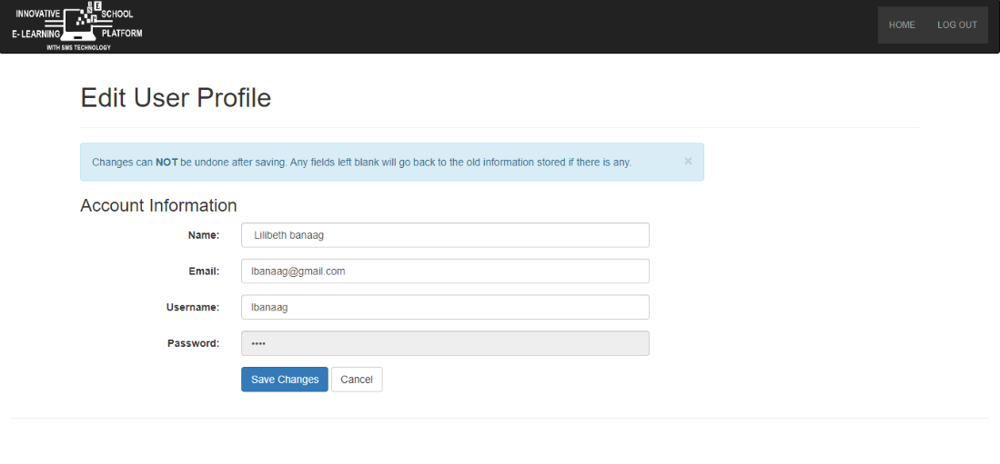 INNOVATIVE SCHOOL
E-LEARNING PLATFORM
WITH SMS TECHNOLOGY
HOME LOG OUT
Edit User Profile
Changes can NOT be undone after saving. Any fields left blank will go back to the old information stored if there is any. ×
Account Information
Name: Lilibeth banaag
Email: lbanaag@gmail.com
Username: lbanaag
Password: ••••
Save Changes Cancel